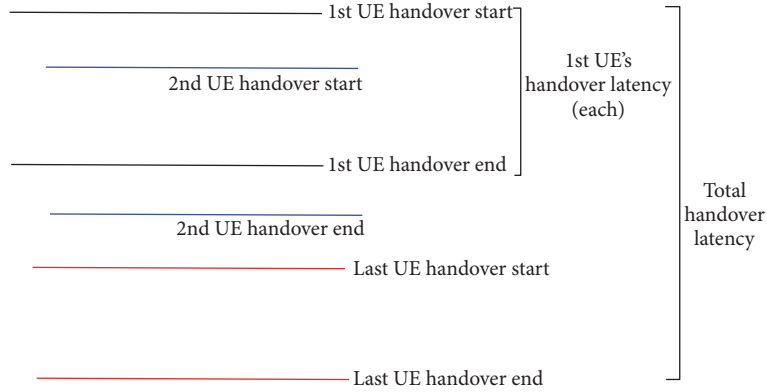 1st UE handover start
2nd UE handover start
1st UE's
handover latency
(each)
1st UE handover end
2nd UE handover end
Total
handover
latency
Last UE handover start
Last UE handover end